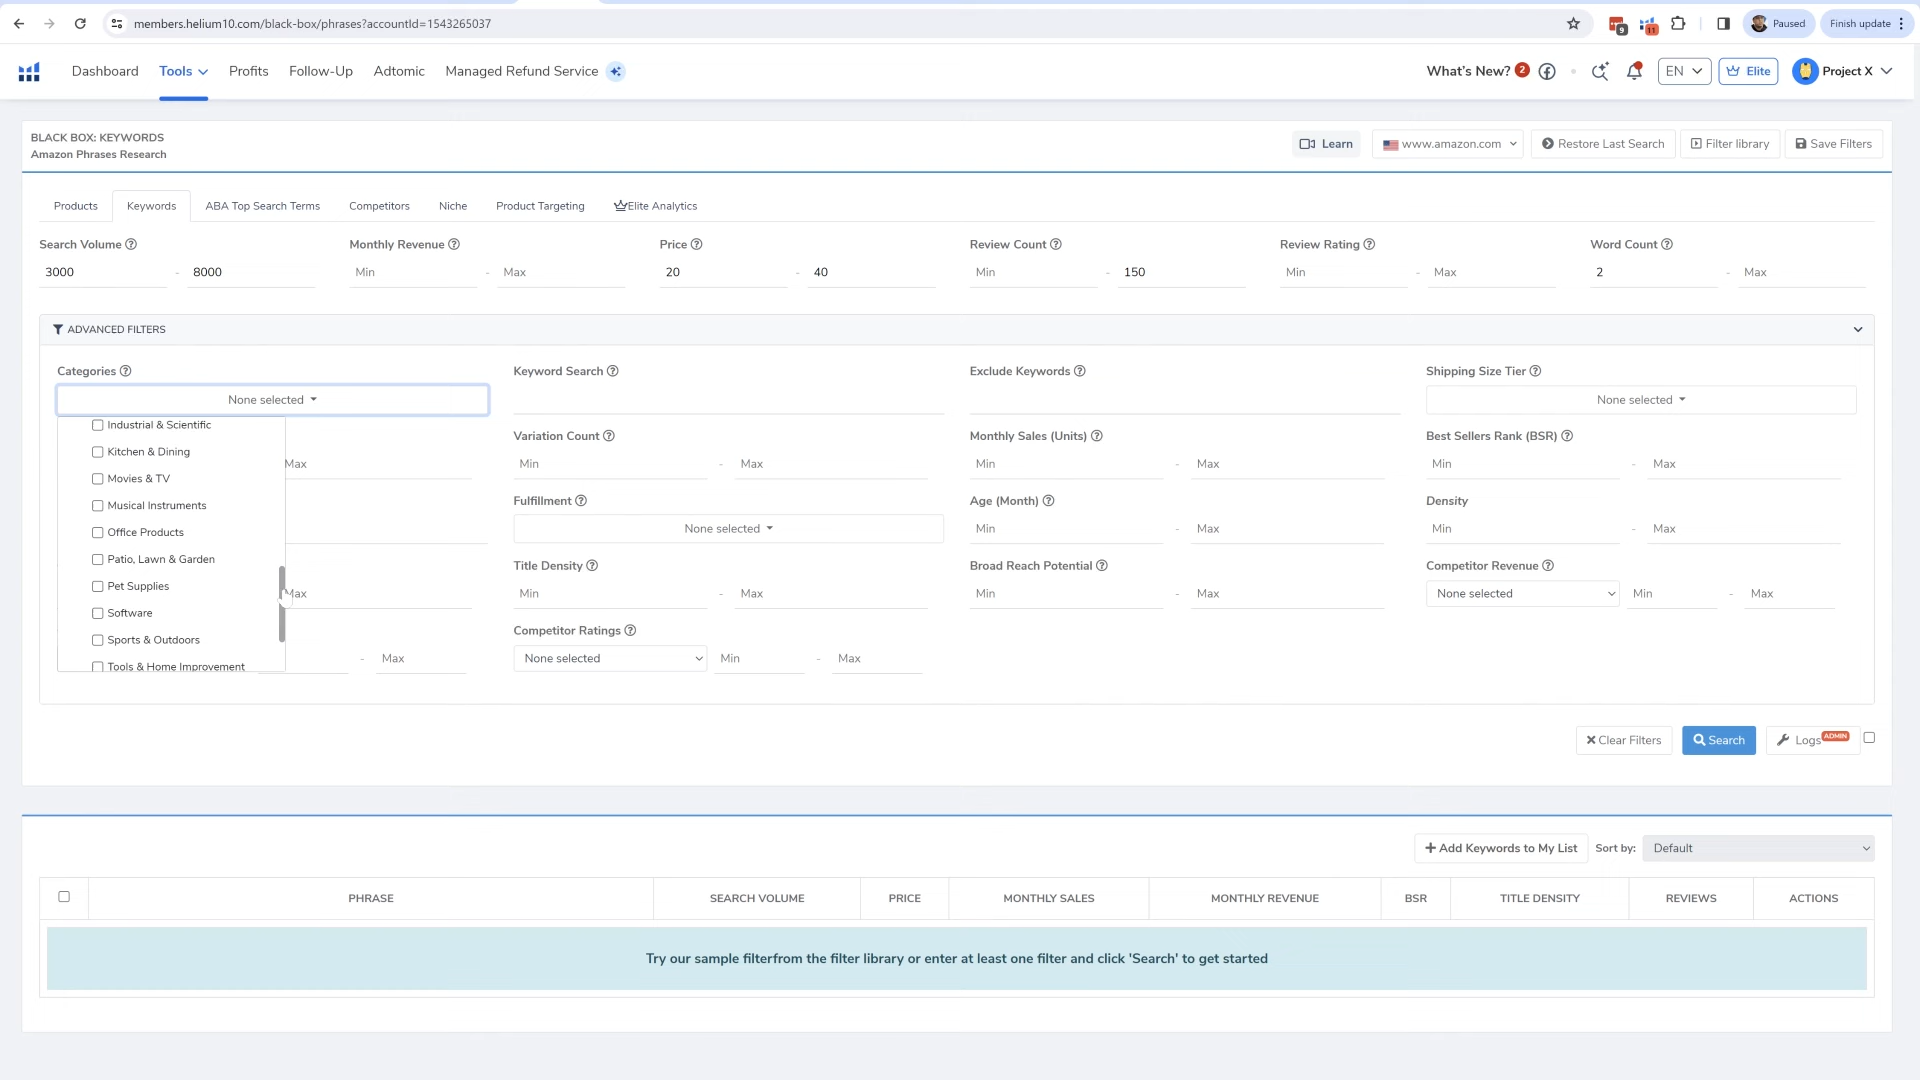 members.helium10.com/black-box/phrases?accountId=1543265037
9
11
Paused
Finish update
Dashboard
Tools
Profits
Follow-Up
Adtomic
Managed Refund Service
What's New?
2
EN
Elite
Project X
BLACK BOX: KEYWORDS
Amazon Phrases Research
Learn
www.amazon.com
Restore Last Search
Filter library
Save Filters
Products
Keywords
ABA Top Search Terms
Competitors
Niche
Product Targeting
Elite Analytics
Search Volume
Monthly Revenue
Price
Review Count
Review Rating
Word Count
3000 - 8000
Min - Max
20 - 40
Min - 150
Min - Max
2 - Max
ADVANCED FILTERS
Categories
Keyword Search
Exclude Keywords
Shipping Size Tier
None selected
None selected
Industrial & Scientific
Kitchen & Dining
Movies & TV
Musical Instruments
Office Products
Patio, Lawn & Garden
Pet Supplies
Software
Sports & Outdoors
Tools & Home Improvement
Max
Variation Count
Monthly Sales (Units)
Best Sellers Rank (BSR)
Min - Max
Min - Max
Min - Max
Fulfillment
Age (Month)
Density
None selected
Min - Max
Min - Max
Title Density
Broad Reach Potential
Competitor Revenue
Max
Min - Max
Min - Max
None selected
Min - Max
Competitor Ratings
- Max
None selected
Min - Max
Clear Filters
Search
Logs
ADMIN
Add Keywords to My List
Sort by:
Default
PHRASE
SEARCH VOLUME
PRICE
MONTHLY SALES
MONTHLY REVENUE
BSR
TITLE DENSITY
REVIEWS
ACTIONS
Try our sample filterfrom the filter library or enter at least one filter and click 'Search' to get started